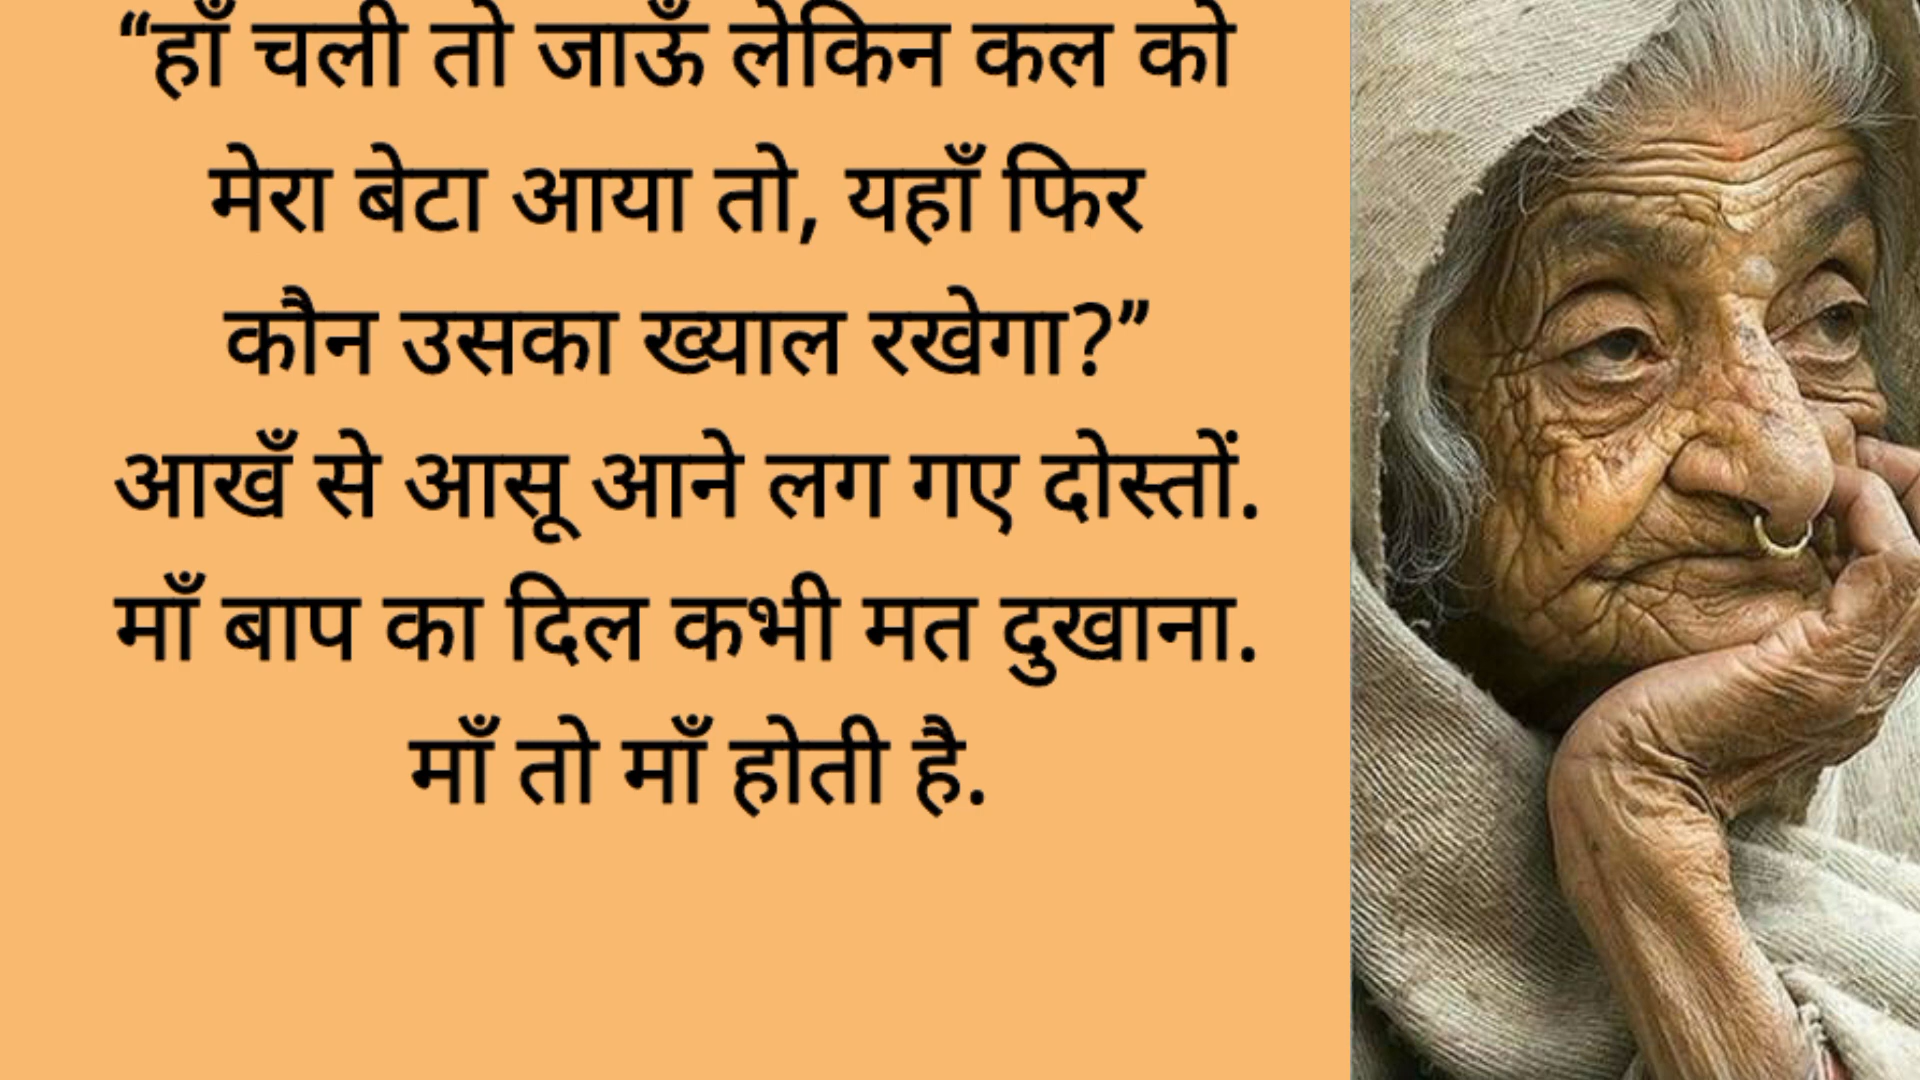 “हाँ चली तो जाऊँ लेकिन कल को
मेरा बेटा आया तो, यहाँ फिर
कौन उसका ख्याल रखेगा?”
आखँ से आसू आने लग गए दोस्तों.
माँ बाप का दिल कभी मत दुखाना.
माँ तो माँ होती है.